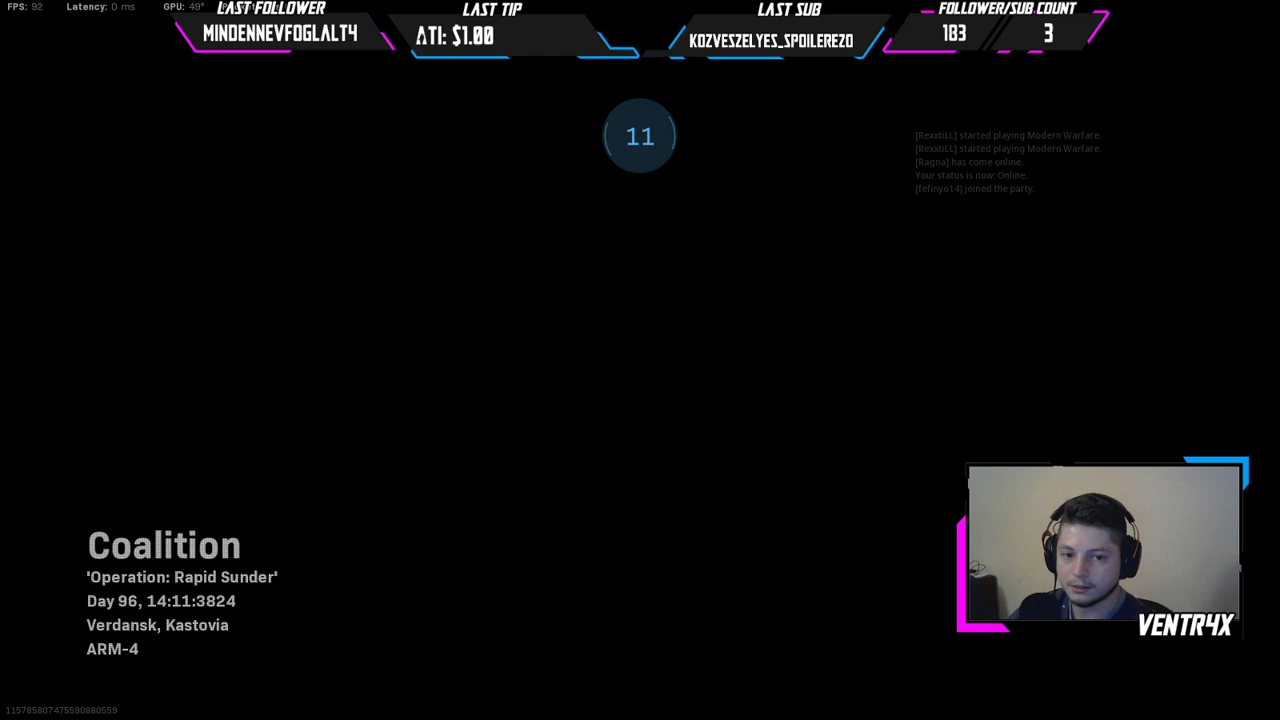 FPS: 92 Latency: 0 ms GPU: 49°
LAST FOLLOWER
MINDENNEVFOGLALT4
LAST TIP
ATI: $1.00
LAST SUB
KOZVESZELYES_SPOILEREZO
FOLLOWER/SUB COUNT
183 3
11
[RexxtiLL] started playing Modern Warfare.
[RexxtiLL] started playing Modern Warfare.
[Ragna] has come online.
Your status is now: Online.
[fefinyo14] joined the party.
Coalition
'Operation: Rapid Sunder'
Day 96, 14:11:3824
Verdansk, Kastovia
ARM-4
VENTR4X
115785807475590880559